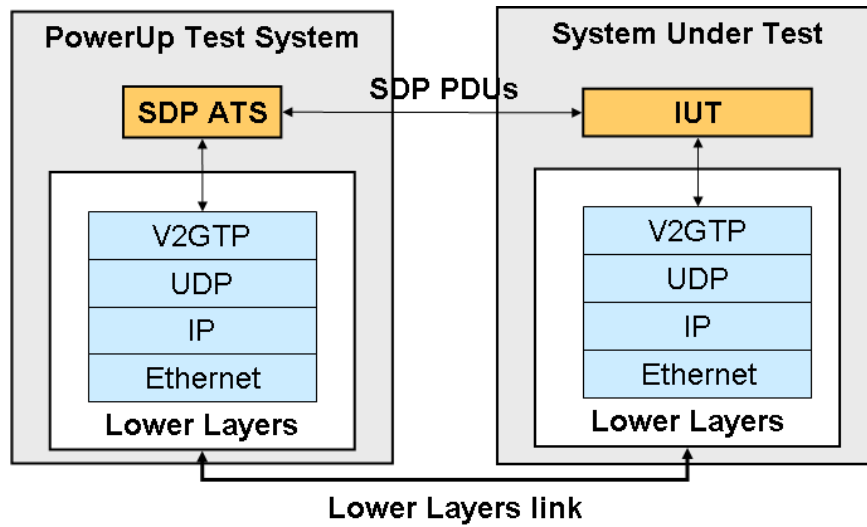 PowerUp Test System
System Under Test
SDP PDUs
SDP ATS
IUT
V2GTP
UDP
IP
Ethernet
Lower Layers
V2GTP
UDP
IP
Ethernet
Lower Layers
Lower Layers link